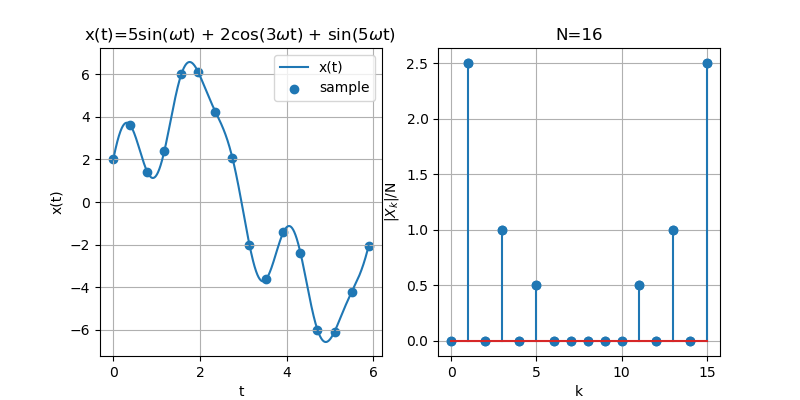 x(t)=5sin(ωt) + 2cos(3ωt) + sin(5ωt)
x(t)
sample
6
4
2
0
−2
−4
−6
x(t)
0
2
4
6
t
N=16
2.5
2.0
1.5
1.0
0.5
0.0
|Xₖ|/N
0
5
10
15
k